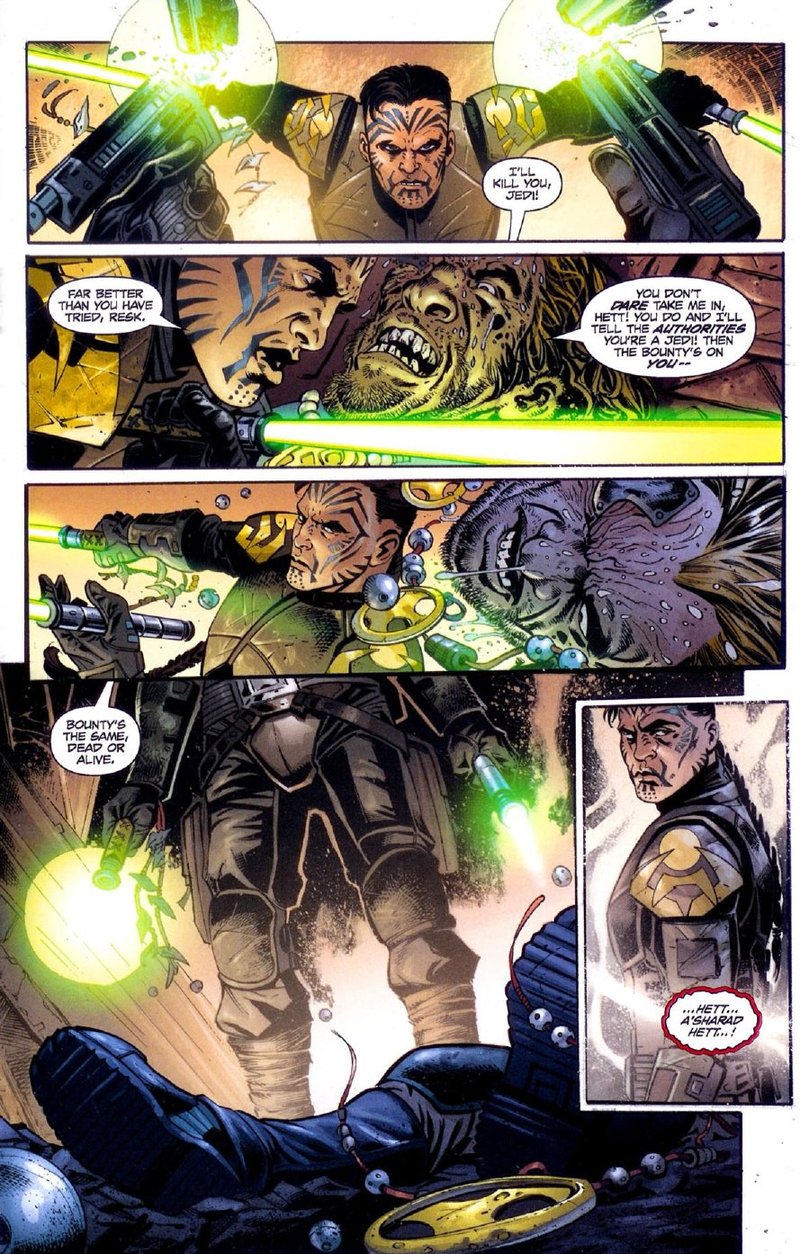 I'LL
KILL YOU,
JEDI!
FAR BETTER
THAN YOU HAVE
TRIED, RESK.
YOU DON'T
DARE TAKE ME IN,
HETT! YOU DO AND I'LL
TELL THE AUTHORITIES
YOU'RE A JEDI! THEN
THE BOUNTY'S ON
YOU--
BOUNTY'S
THE SAME,
DEAD OR
ALIVE.
...HETT...
A'SHARAD
HETT...!